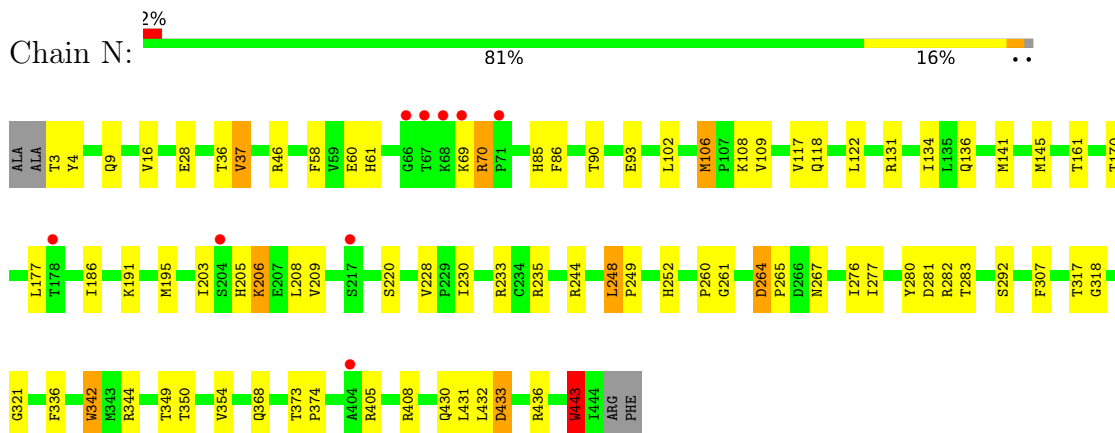 2%
Chain N:
81% 16% • •
ALA ALA T3 Y4 Q9 V16 E28 T36 V37 R46 F58 V59 E60 H61 G66 T67 K68 K69 R70 P71 H85 F86 T90 E93 L102 M106 P107 K108 V109 V117 Q118 L122 R131 I134 L135 Q136 M141 M145 T161 T170
L177 T178 I186 K191 M195 I203 S204 H205 K206 E207 L208 V209 S217 S220 V228 P229 I230 R233 C234 R235 R244 L248 P249 H252 P260 G261 D264 P265 D266 N267 I276 I277 Y280 D281 R282 T283 S292 F307 T317 G318
G321 F336 W342 M343 R344 T349 T350 V354 Q368 T373 P374 A404 R405 R408 Q430 L431 L432 D433 R436 W443 I444 ARG PHE